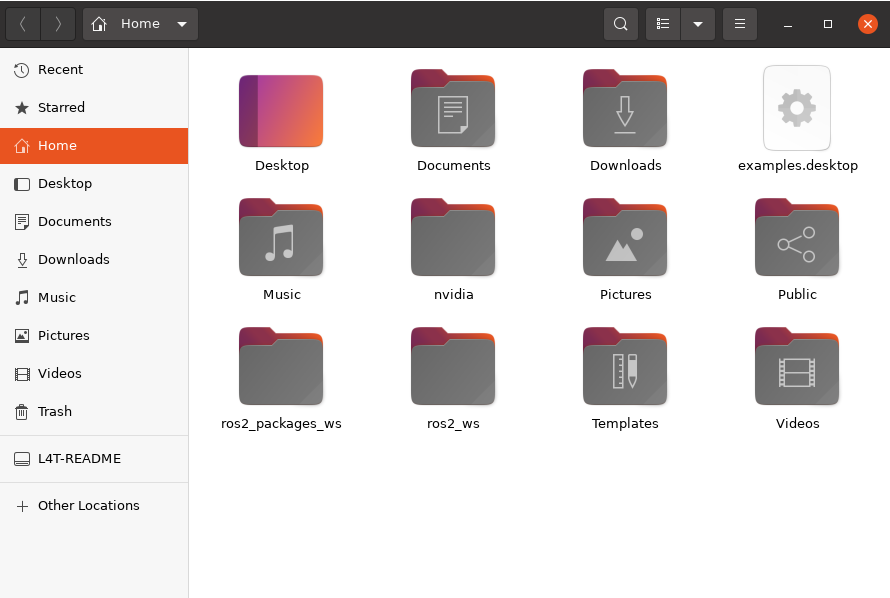 Home
Recent
Starred
Home
Desktop
Documents
Downloads
Music
Pictures
Videos
Trash
L4T-README
Other Locations
Desktop
Documents
Downloads
examples.desktop
Music
nvidia
Pictures
Public
ros2_packages_ws
ros2_ws
Templates
Videos